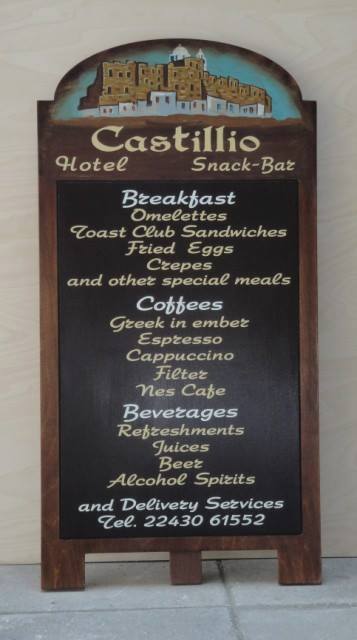 Castillio
Hotel Snack-Bar
Breakfast
Omelettes
Toast Club Sandwiches
Fried Eggs
Crepes
and other special meals
Coffees
Greek in ember
Espresso
Cappuccino
Filter
Nes Cafe
Beverages
Refreshments
Juices
Beer
Alcohol Spirits
and Delivery Services
Tel. 22430 61552